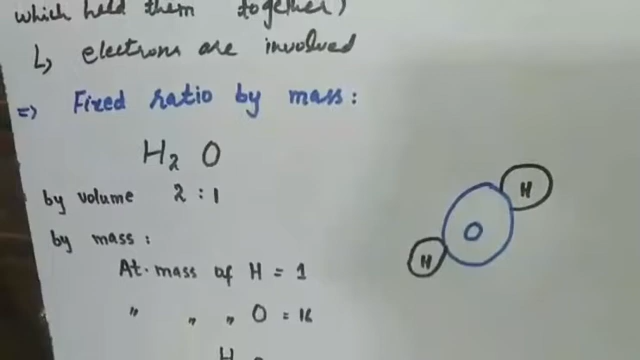 which held them together)
↳ electrons are involved
=> Fixed ratio by mass:
H₂ O
by volume 2 : 1
by mass:
At. mass of H = 1
" " " O = 16
H
H
O
H